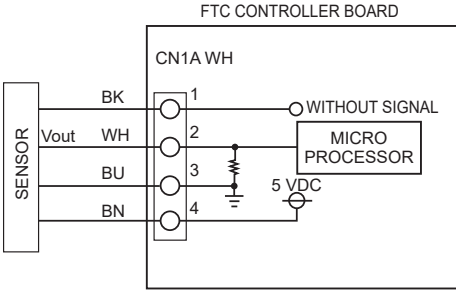 FTC CONTROLLER BOARD
CN1A WH
BK 1 WITHOUT SIGNAL
Vout WH 2 MICRO PROCESSOR
SENSOR
BU 3
5 VDC
BN 4